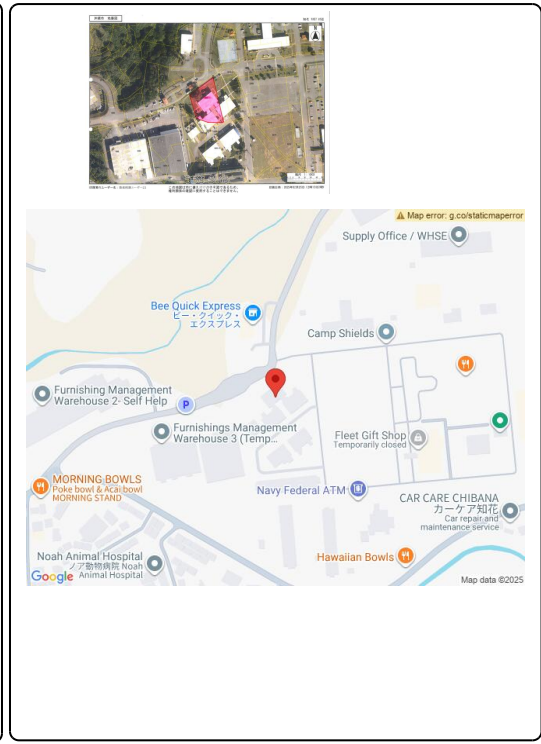 N
Map error: g.co/staticmaperror
Supply Office / WHSE
Bee Quick Express
ビー・クイック・
エクスプレス
Camp Shields
Furnishing Management
Warehouse 2- Self Help
P
Furnishings Management
Warehouse 3 (Temp...
Fleet Gift Shop
Temporarily closed
MORNING BOWLS
Poke bowl & Acai bowl
MORNING STAND
Navy Federal ATM
CAR CARE CHIBANA
カーケア知花
Car repair and
maintenance service
Noah Animal Hospital
ノア動物病院 Noah
Animal Hospital
Hawaiian Bowls
Google
Map data ©2025